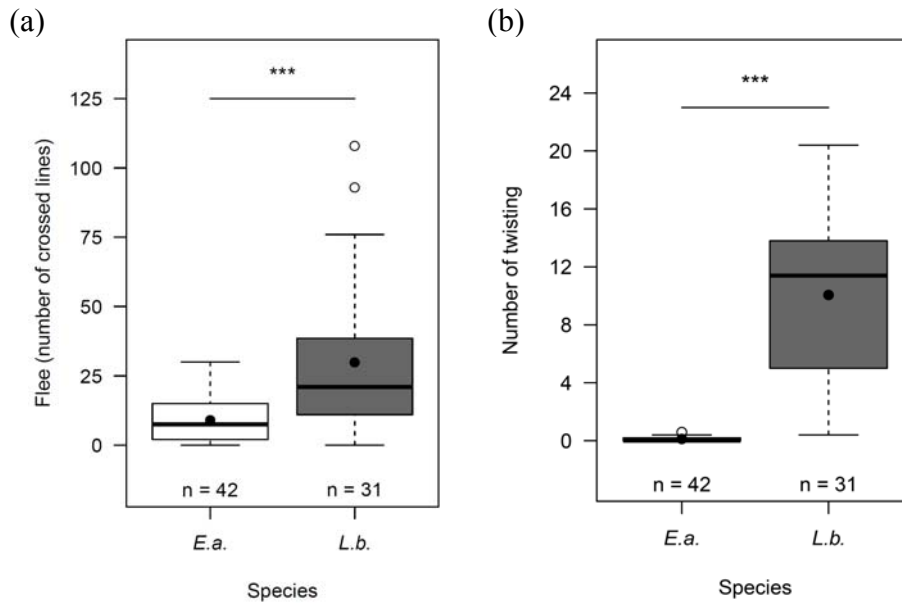 (a)
Flee (number of crossed lines)
125
100
75
50
25
0
***
n = 42
n = 31
E.a.
L.b.
Species
(b)
Number of twisting
24
20
16
12
8
4
0
***
n = 42
n = 31
E.a.
L.b.
Species